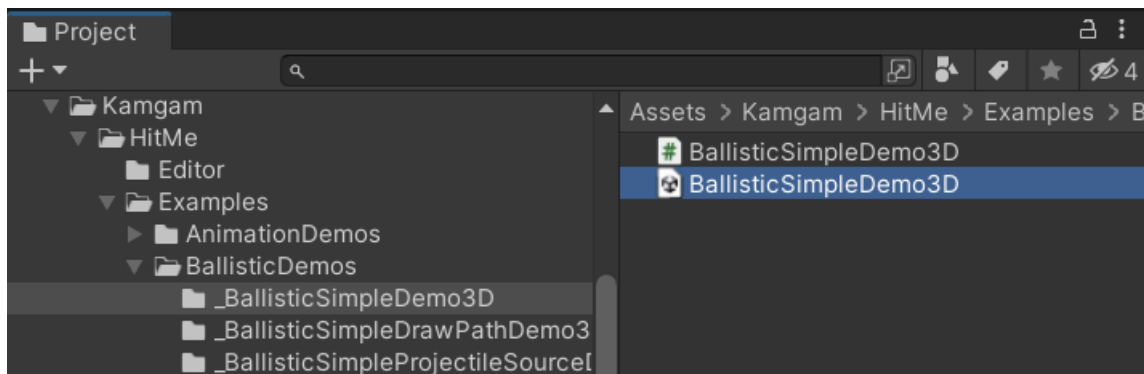 Project
4
Kamgam
HitMe
Editor
Examples
AnimationDemos
BallisticDemos
_BallisticSimpleDemo3D
_BallisticSimpleDrawPathDemo3
_BallisticSimpleProjectileSource
Assets > Kamgam > HitMe > Examples > B
# BallisticSimpleDemo3D
BallisticSimpleDemo3D